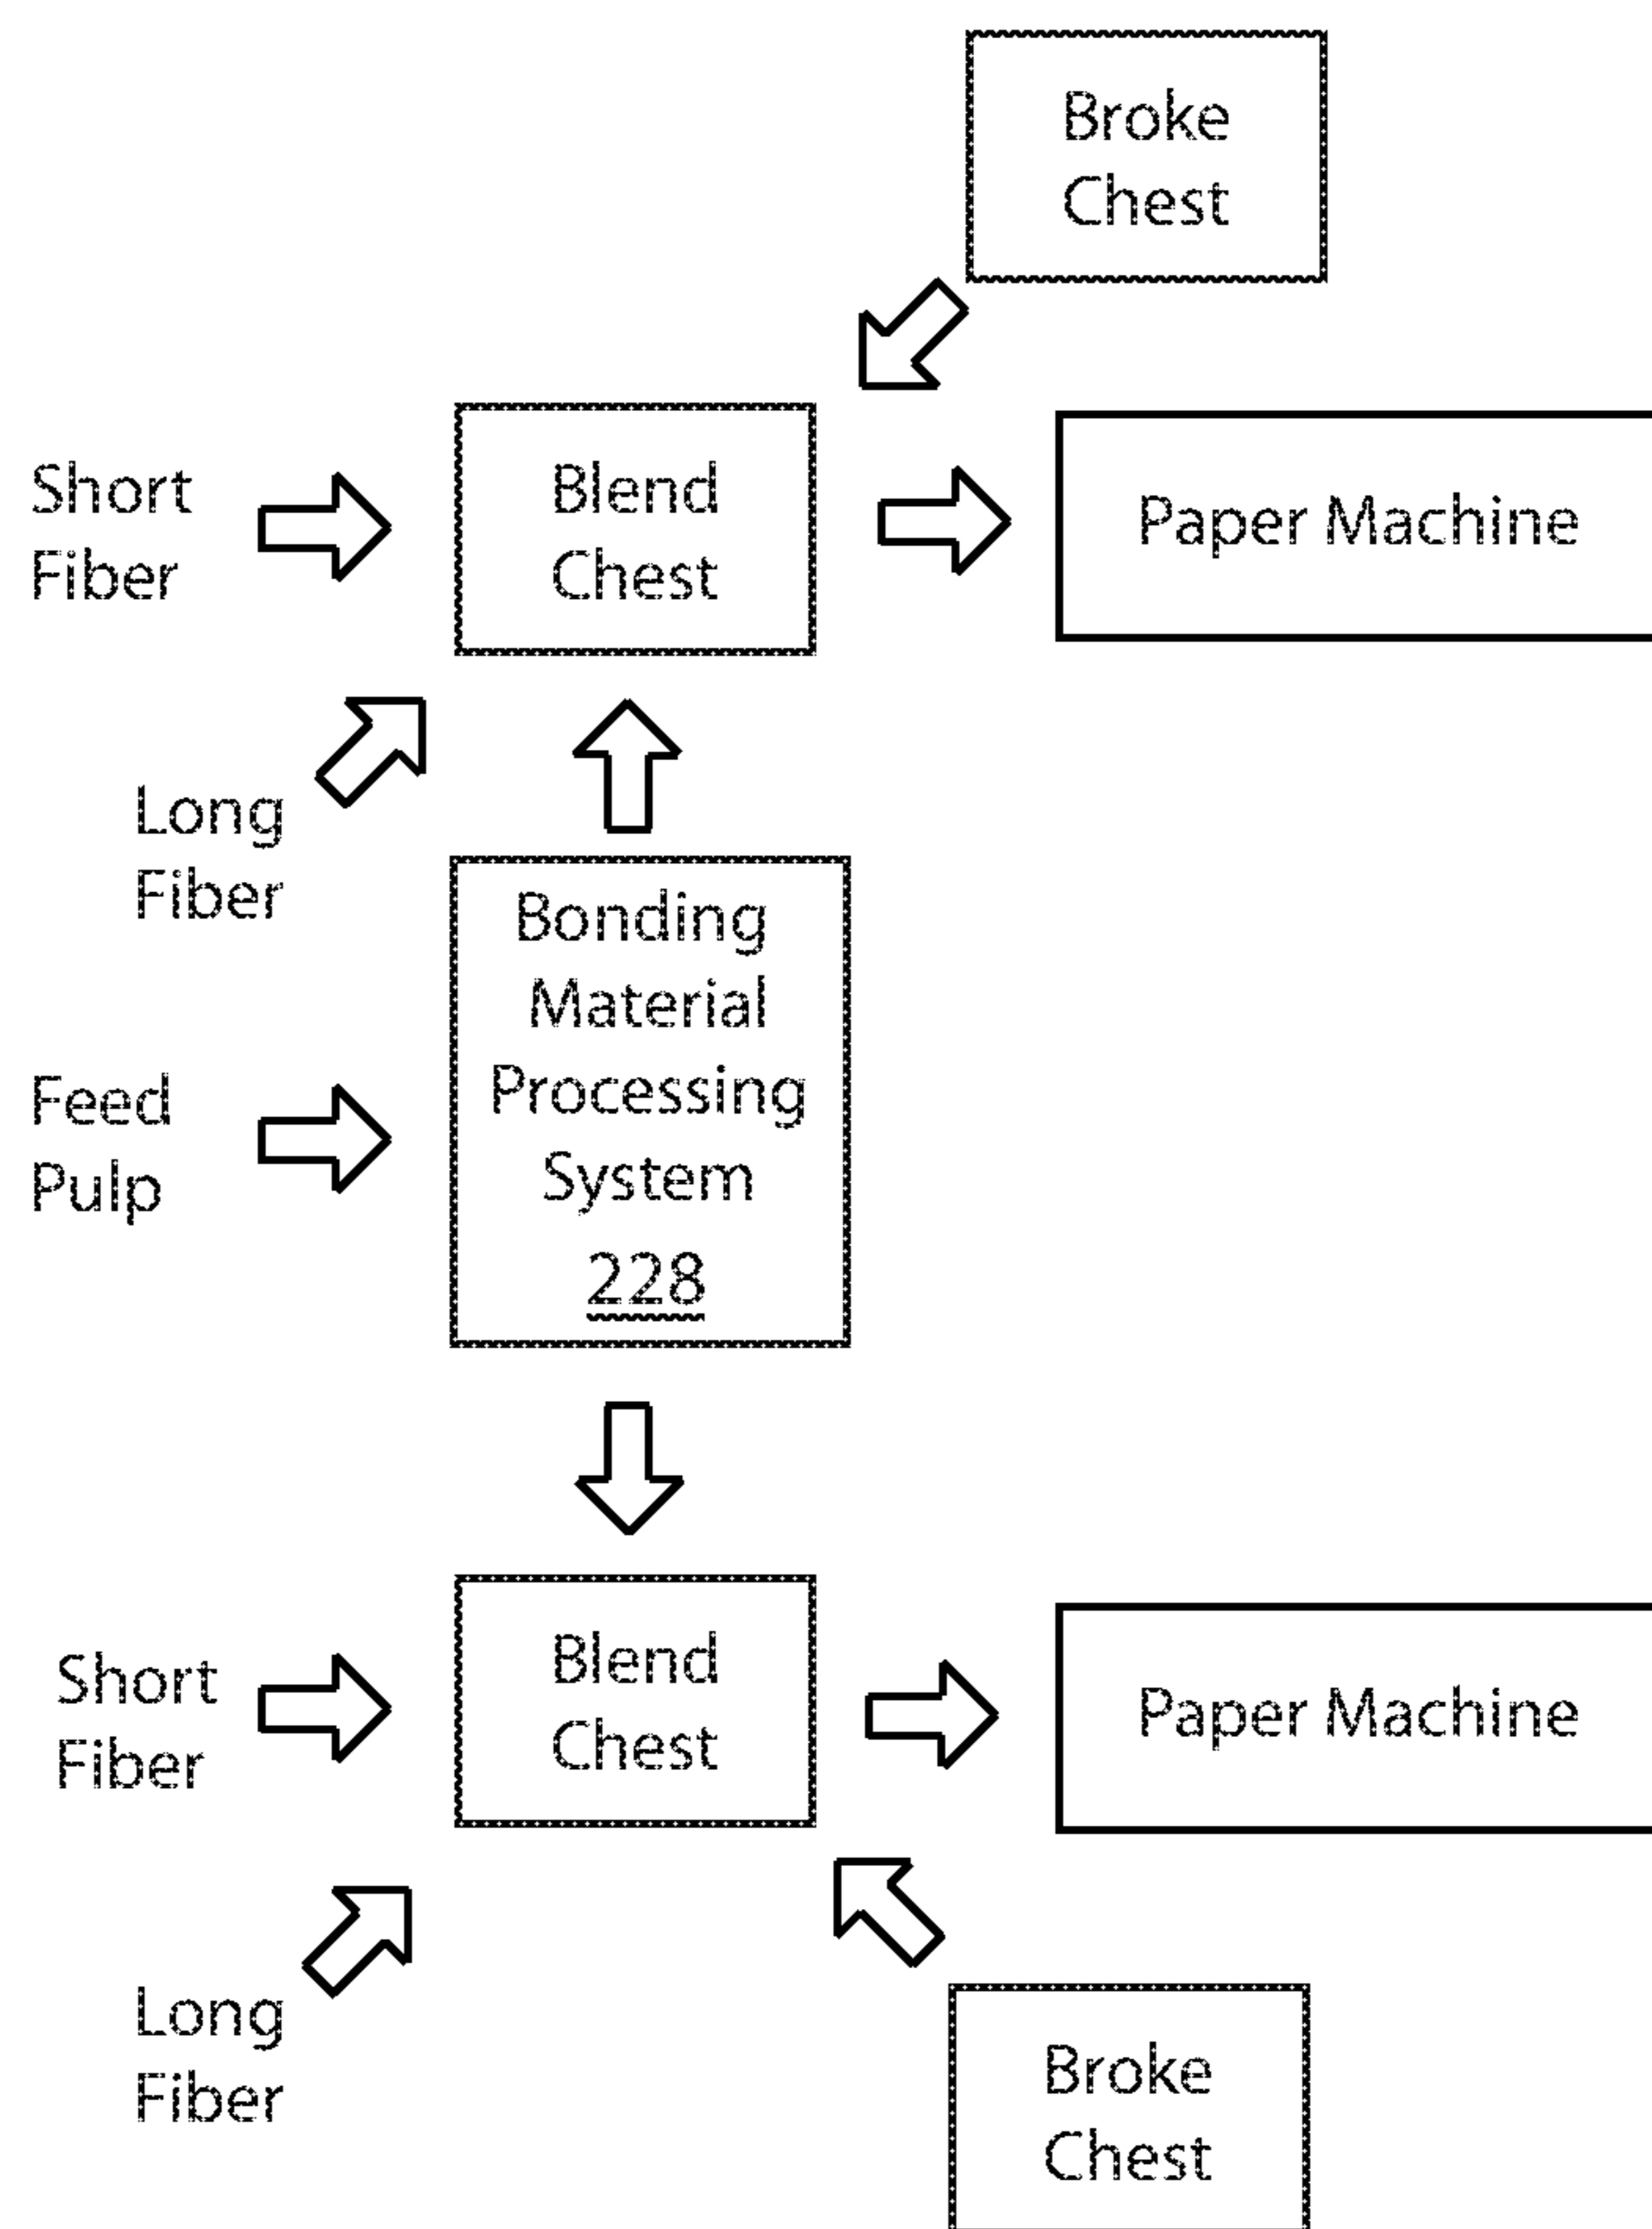 Broke
Chest
Short
Fiber
Blend
Chest
Paper Machine
Long
Fiber
Bonding
Material
Processing
System
228
Feed
Pulp
Short
Fiber
Blend
Chest
Paper Machine
Long
Fiber
Broke
Chest